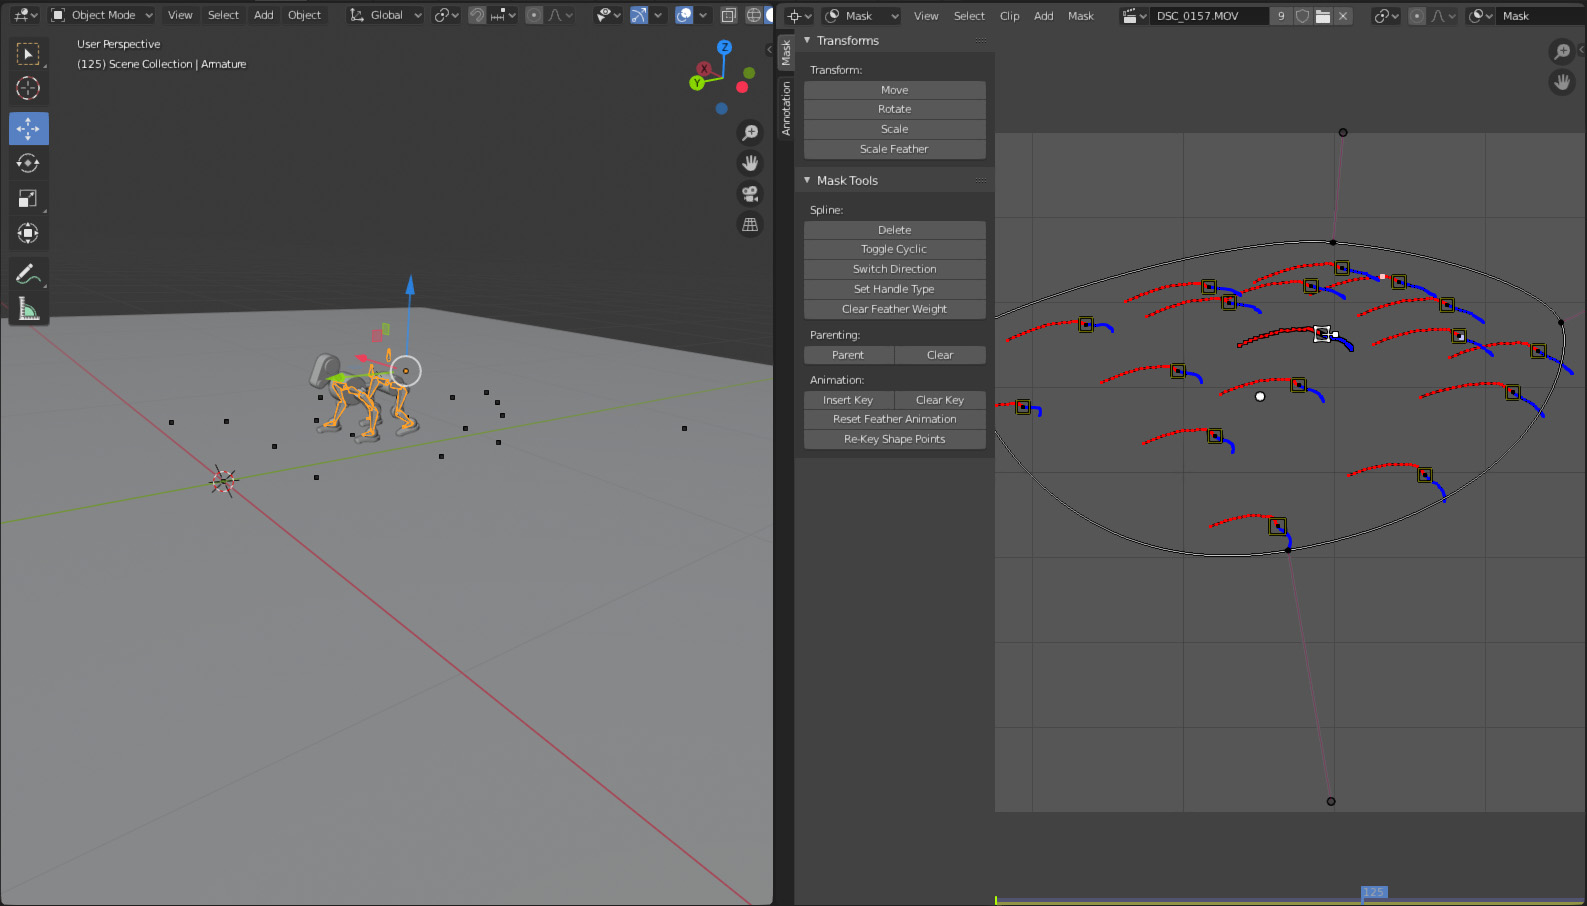 Object Mode
View
Select
Add
Object
Global
User Perspective
(125) Scene Collection | Armature
Z
X
Y
Mask
View
Select
Clip
Add
Mask
DSC_0157.MOV
9
Mask
Mask
Annotation
Transforms
Transform:
Move
Rotate
Scale
Scale Feather
Mask Tools
Spline:
Delete
Toggle Cyclic
Switch Direction
Set Handle Type
Clear Feather Weight
Parenting:
Parent
Clear
Animation:
Insert Key
Clear Key
Reset Feather Animation
Re-Key Shape Points
125